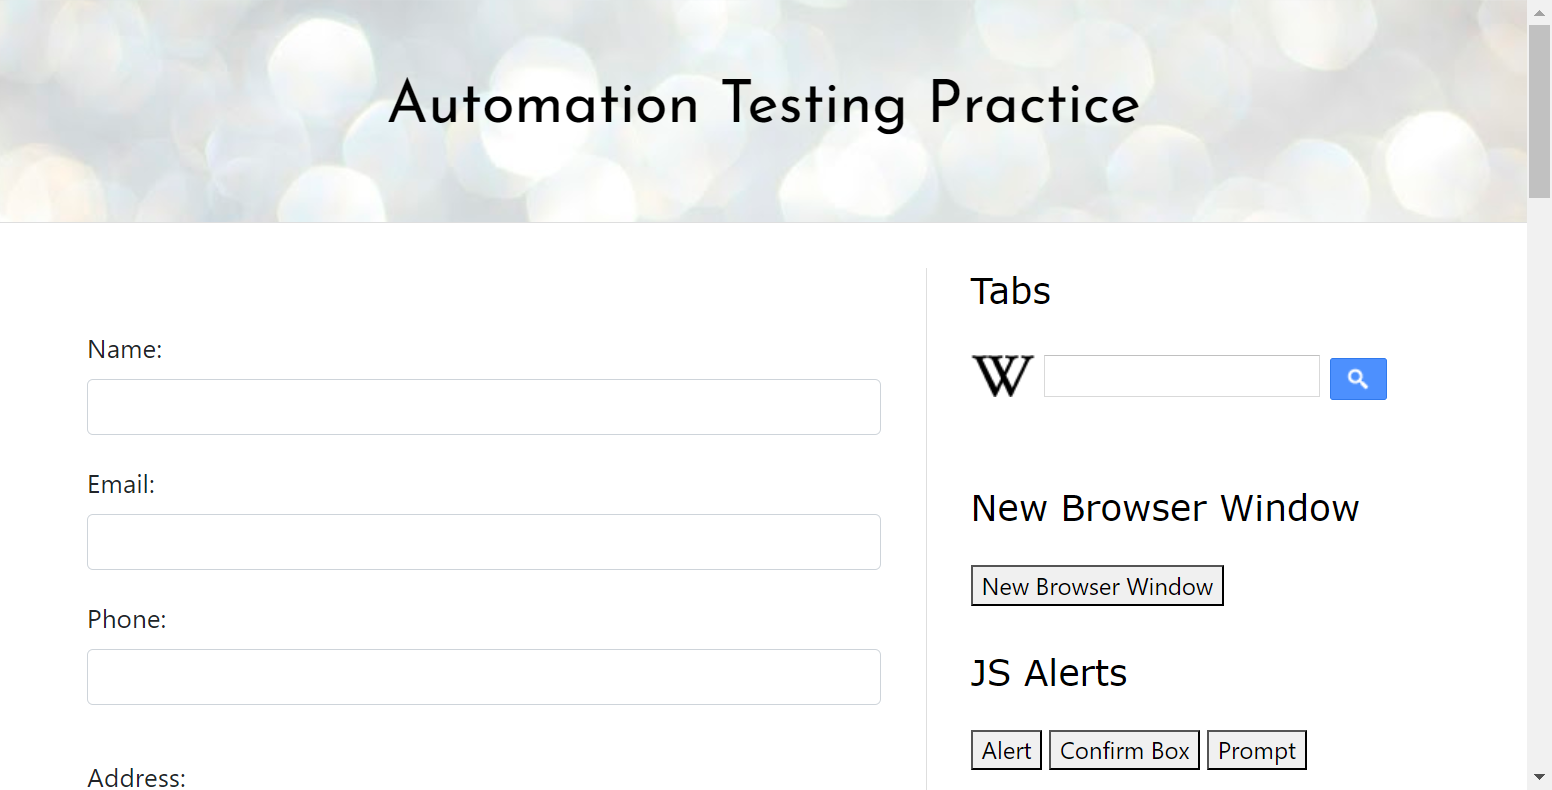 Automation Testing Practice
Name:
Email:
Phone:
Address:
Tabs
W
New Browser Window
New Browser Window
JS Alerts
Alert Confirm Box Prompt